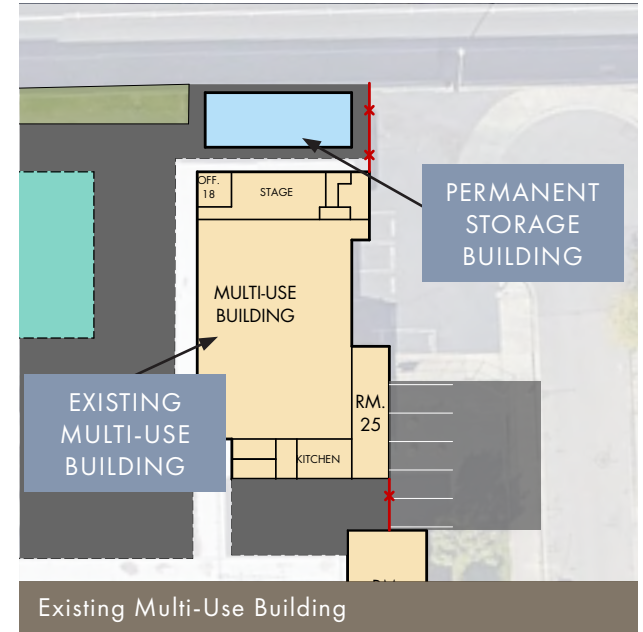 OFF.
18
STAGE
PERMANENT
STORAGE
BUILDING
MULTI-USE
BUILDING
EXISTING
MULTI-USE
BUILDING
RM.
25
KITCHEN
Existing Multi-Use Building